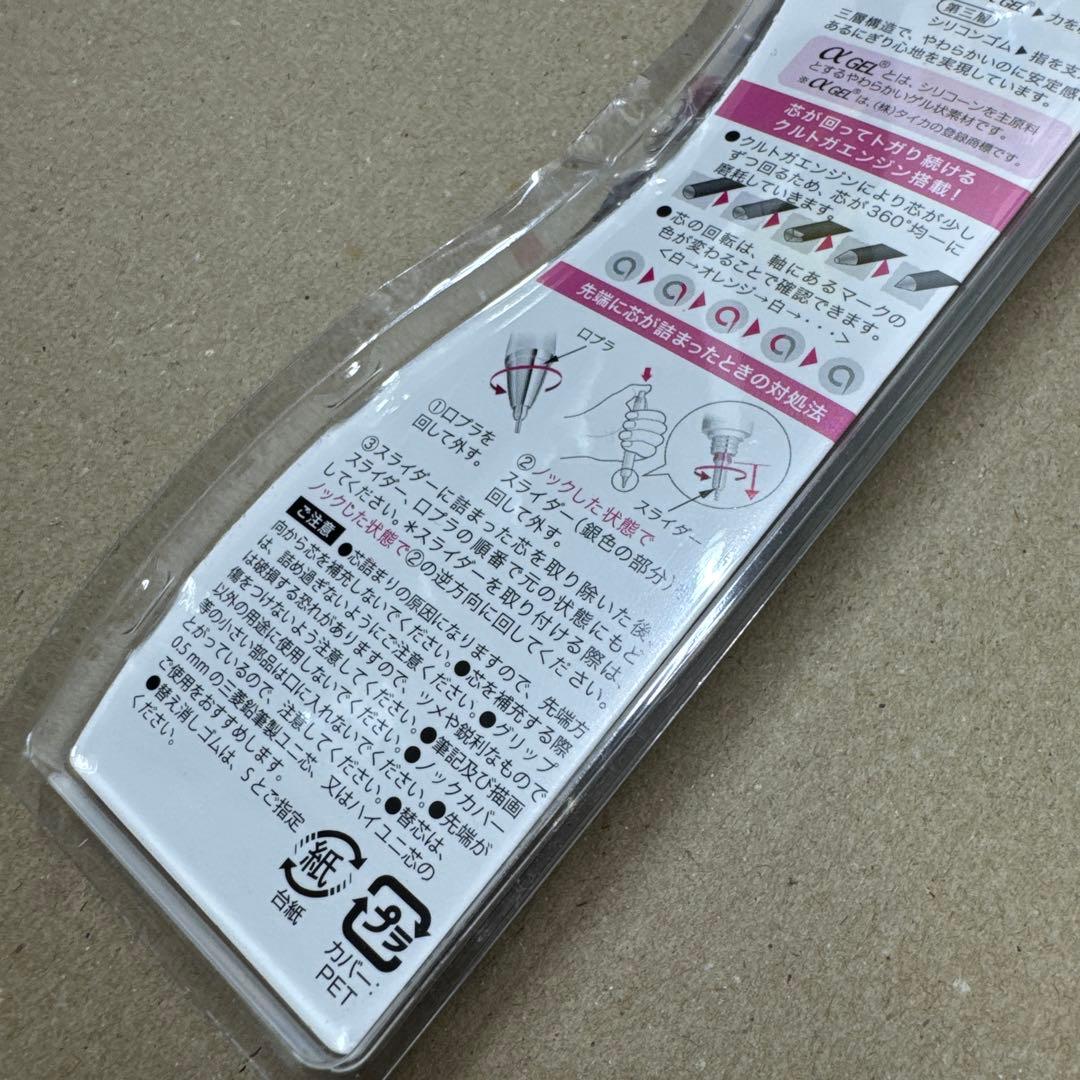 第三層
シリコンゴム▶指を支
三層構造で、やわらかいのに安定感
あるにぎり心地を実現しています。
αGEL®とは、シリコーンを主原料
とするやわらかいゲル状素材です。
※αGEL®は、(株)タイカの登録商標です。
芯が回ってトガり続ける
クルトガエンジン搭載!
●クルトガエンジンにより芯が少し
ずつ回るため、芯が360°均一に
磨耗していきます。
●芯の回転は、軸にあるマークの
色が変わることで確認できます。
<白→オレンジ→白→・・・・>
先端に芯が詰まったときの対処法
口プラ
スライダー
①口プラを
回して外す。
②ノックした状態で
スライダー(銀色の部分)
回して外す。
③スライダーに詰まった芯を取り除いた後、
スライダー、口プラの順番で元の状態にもど
してください。＊スライダーを取り付ける際は、
ノックした状態で②の逆方向に回してください。
ご注意
●芯詰まりの原因になりますので、先端方
向から芯を補充しないでください。●芯を補充する際
は、詰め過ぎないようにご注意ください。●グリップ
は破損する恐れがありますので、ツメや鋭利なもので
傷をつけないよう注意してください。●筆記及び描画
以外の用途に使用しないでください。●ノックカバー
等の小さい部品は口に入れないでください。●先端が
とがっているので、注意してください。●替芯は、
0.5mmの三菱鉛筆製ユニ芯、又はハイユニ芯の
ご使用をおすすめします。
●替え消しゴムは、Sとご指定
ください。
紙
台紙
プラ
カバー:
PET